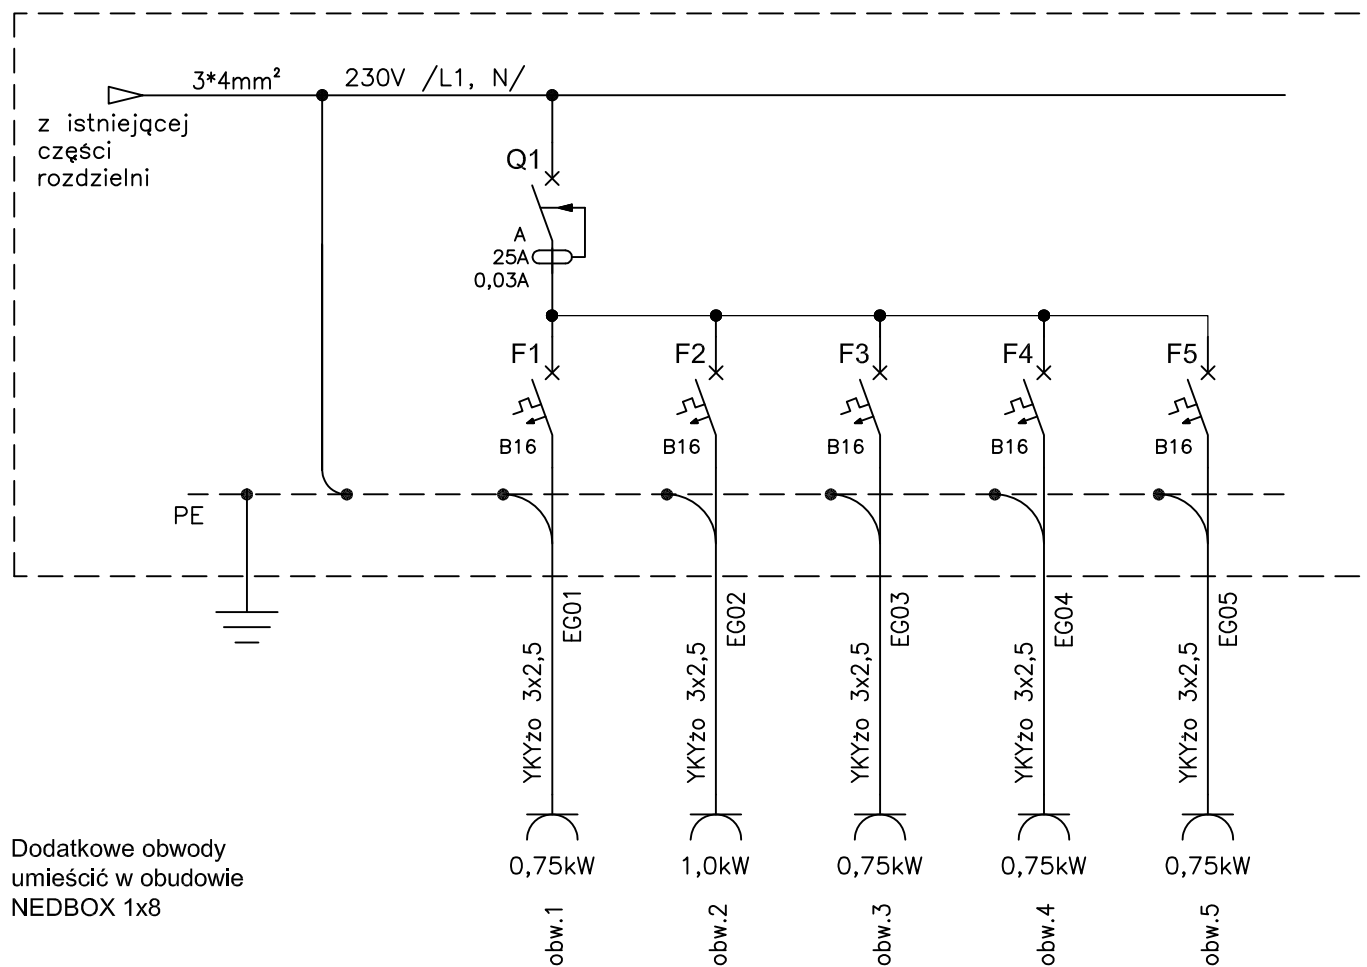 3*4mm²
230V /L1, N/
z istniejącej
części
rozdzielni
Q1
A
25A
0,03A
F1
F2
F3
F4
F5
B16
B16
B16
B16
B16
PE
EG01
EG02
EG03
EG04
EG05
YKYżo 3x2,5
YKYżo 3x2,5
YKYżo 3x2,5
YKYżo 3x2,5
YKYżo 3x2,5
Dodatkowe obwody
umieścić w obudowie
NEDBOX 1x8
0,75kW
1,0kW
0,75kW
0,75kW
0,75kW
obw.1
obw.2
obw.3
obw.4
obw.5